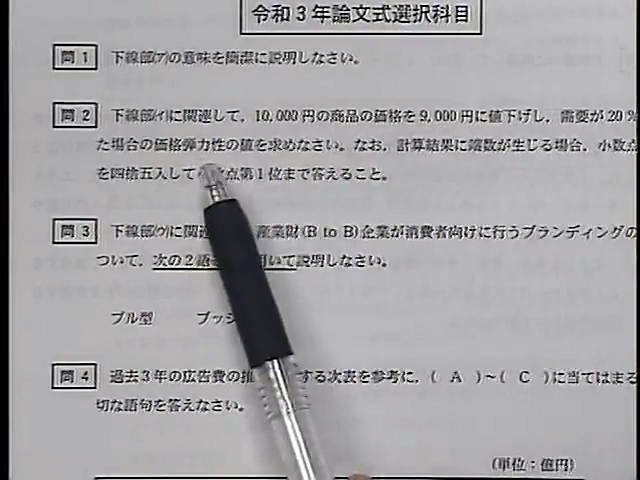 令和3年論文式選択科目
問1 下線部(ア)の意味を簡潔に説明しなさい。
問2 下線部(イ)に関連して，10,000円の商品の価格を9,000円に値下げし，需要が20％
た場合の価格弾力性の値を求めなさい。なお，計算結果に端数が生じる場合，小数点
を四捨五入して 点第1位まで答えること。
問3 下線部(ウ)に関連 産業財(B to B)企業が消費者向けに行うブランディングの
ついて，次の2語 用いて説明しなさい。
プル型 プッシ
問4 過去3年の広告費の推 する次表を参考に，( A )～( C )に当てはまる
切な語句を答えなさい。
(単位：億円)